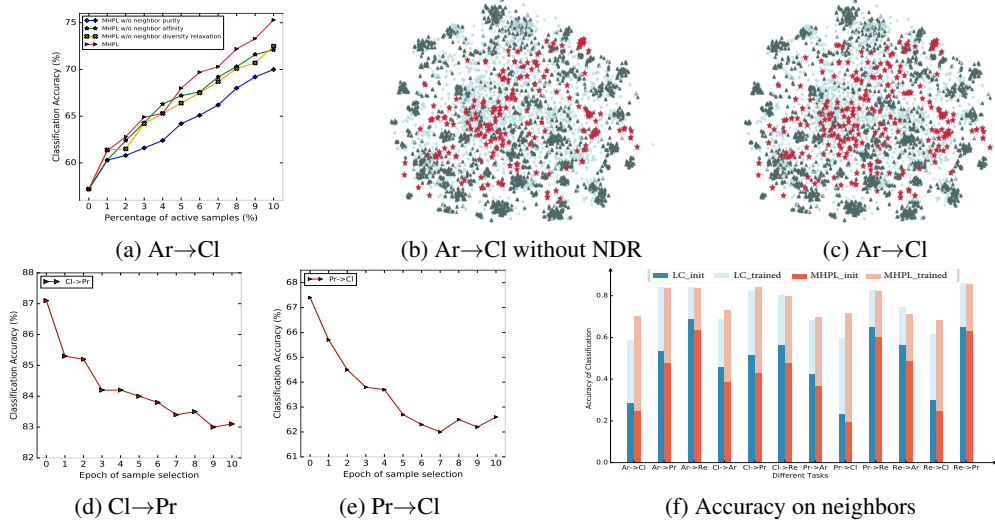 MHPL w/o neighbor purity
MHPL w/o neighbor affinity
MHPL w/o neighbor diversity relaxation
MHPL
Classification Accuracy (%)
75
70
65
60
0 1 2 3 4 5 6 7 8 9 10
Percentage of active samples (%)
(a) Ar→Cl
(b) Ar→Cl without NDR
(c) Ar→Cl
Cl->Pr
Classification Accuracy (%)
88
87
86
85
84
83
82
0 1 2 3 4 5 6 7 8 9 10
Epoch of sample selection
(d) Cl→Pr
Pr->Cl
Classification Accuracy (%)
68
67
66
65
64
63
62
61
0 1 2 3 4 5 6 7 8 9 10
Epoch of sample selection
(e) Pr→Cl
LC_init LC_trained MHPL_init MHPL_trained
Accuracy of Classification
0.8
0.6
0.4
0.2
0.0
Ar->Cl Ar->Pr Ar->Re Cl->Ar Cl->Pr Cl->Re Pr->Ar Pr->Cl Pr->Re Re->Ar Re->Cl Re->Pr
Different Tasks
(f) Accuracy on neighbors